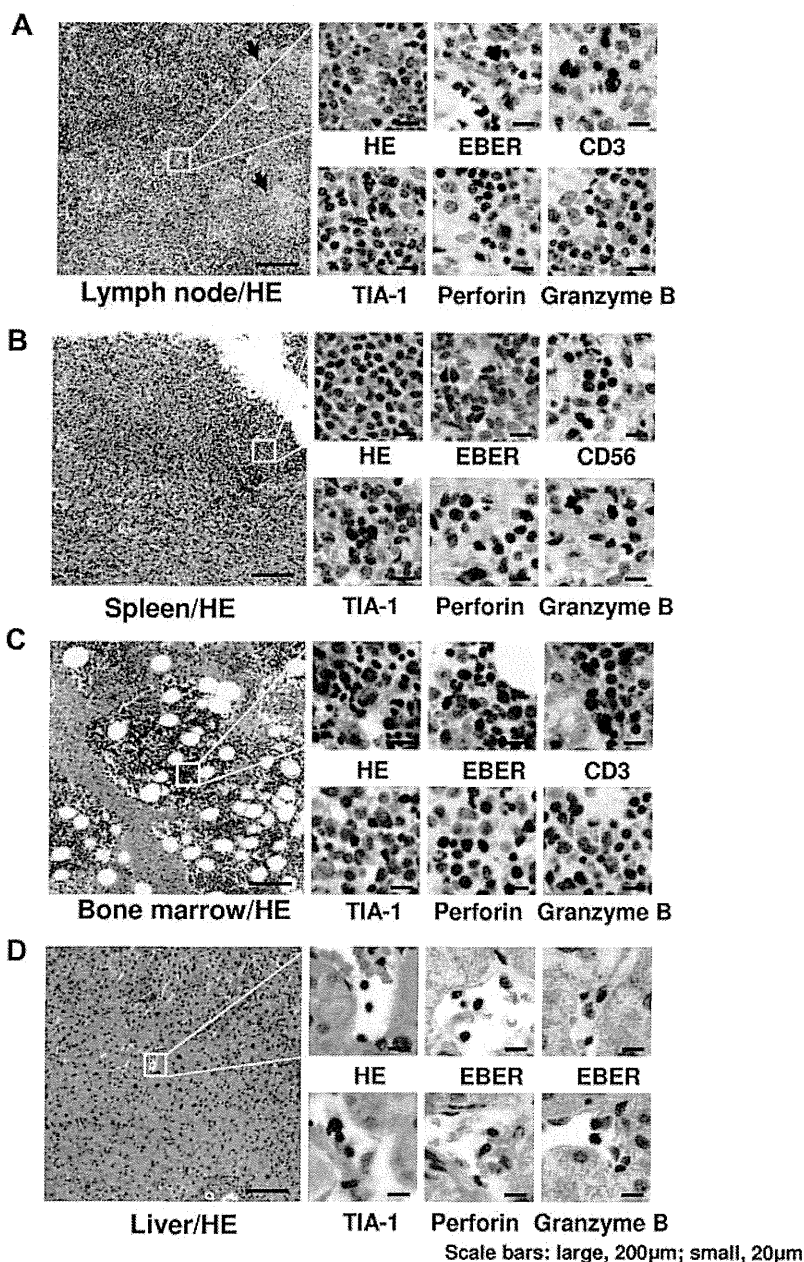 A
HE EBER CD3
Lymph node/HE
TIA-1 Perforin Granzyme B
B
HE EBER CD56
TIA-1 Perforin Granzyme B
Spleen/HE
C
HE EBER CD3
Bone marrow/HE
TIA-1 Perforin Granzyme B
D
HE EBER EBER
Liver/HE
TIA-1 Perforin Granzyme B
Scale bars: large, 200µm; small, 20µm